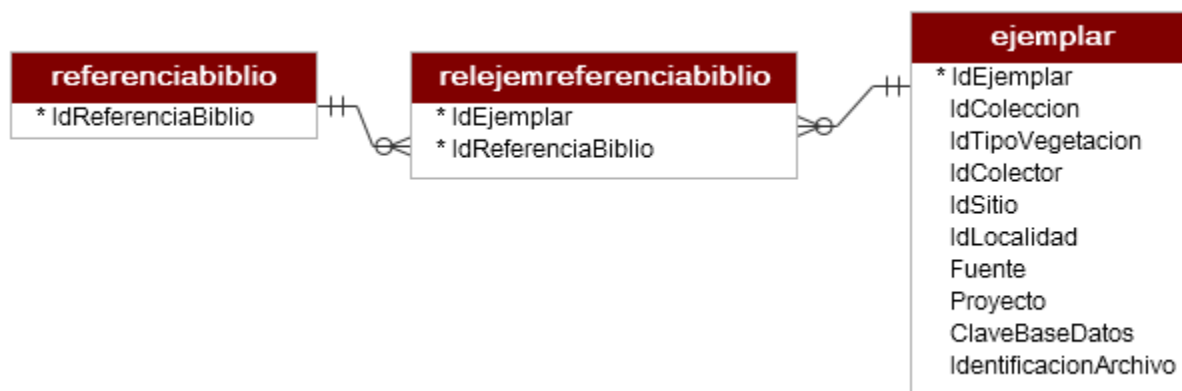 referenciabiblio
* IdReferenciaBiblio
relejemreferenciabiblio
* IdEjemplar
* IdReferenciaBiblio
ejemplar
* IdEjemplar
IdColeccion
IdTipoVegetacion
IdColector
IdSitio
IdLocalidad
Fuente
Proyecto
ClaveBaseDatos
IdentificacionArchivo